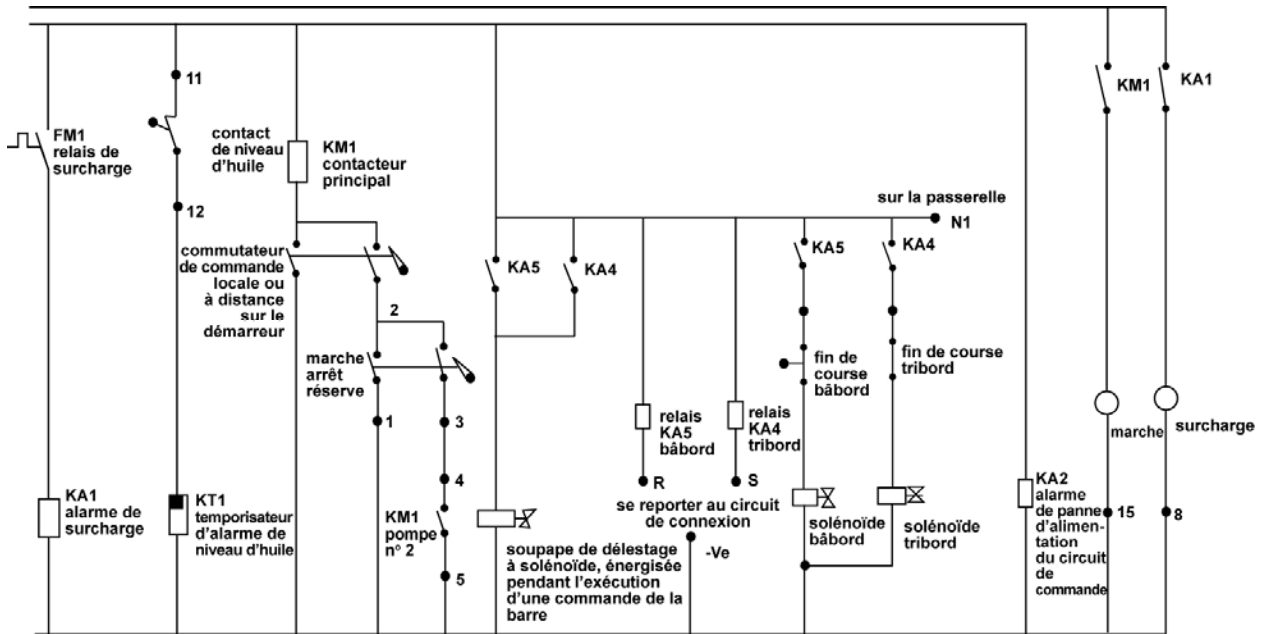 11
FM1
relais de
surcharge
12
contact
de niveau
d'huile
KM1
contacteur
principal
commutateur
de commande
locale ou
à distance
sur le
démarreur
2
marche
arrêt
réserve
1
3
4
KM1
pompe
n° 2
5
KA1
alarme de
surcharge
KT1
temporisateur
d'alarme de
niveau d'huile
KA5
KA4
soupape de délestage
à solénoïde, énergisée
pendant l'exécution
d'une commande de la
barre
sur la passerelle
N1
KA5
KA4
fin de
course
bâbord
fin de course
tribord
relais
KA5
bâbord
relais
KA4
tribord
R
S
se reporter au circuit
de connexion
-Ve
solénoïde
bâbord
solénoïde
tribord
KA2
alarme
de panne
d'alimen-
tation
du circuit
de
commande
KM1
KA1
marche
surcharge
15
8